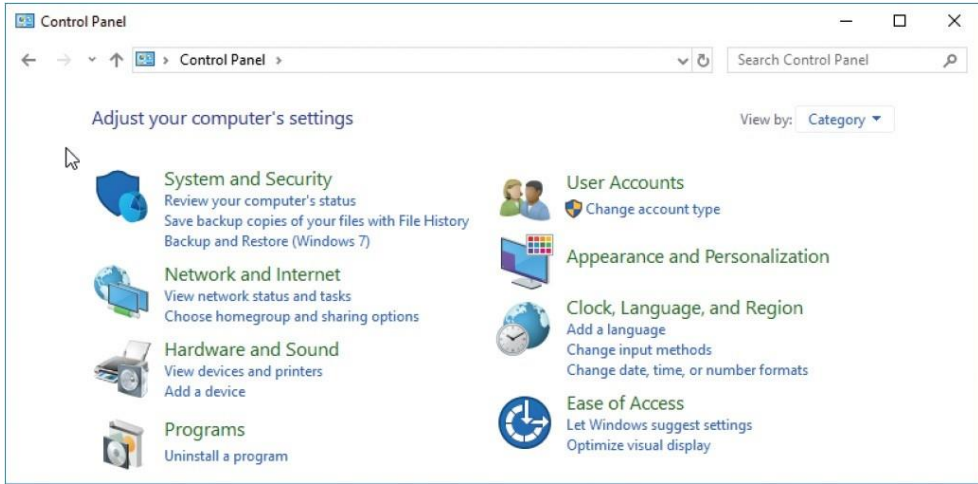 Control Panel
Control Panel
Search Control Panel
Adjust your computer's settings
View by: Category
System and Security
Review your computer's status
Save backup copies of your files with File History
Backup and Restore (Windows 7)
Network and Internet
View network status and tasks
Choose homegroup and sharing options
Hardware and Sound
View devices and printers
Add a device
Programs
Uninstall a program
User Accounts
Change account type
Appearance and Personalization
Clock, Language, and Region
Add a language
Change input methods
Change date, time, or number formats
Ease of Access
Let Windows suggest settings
Optimize visual display